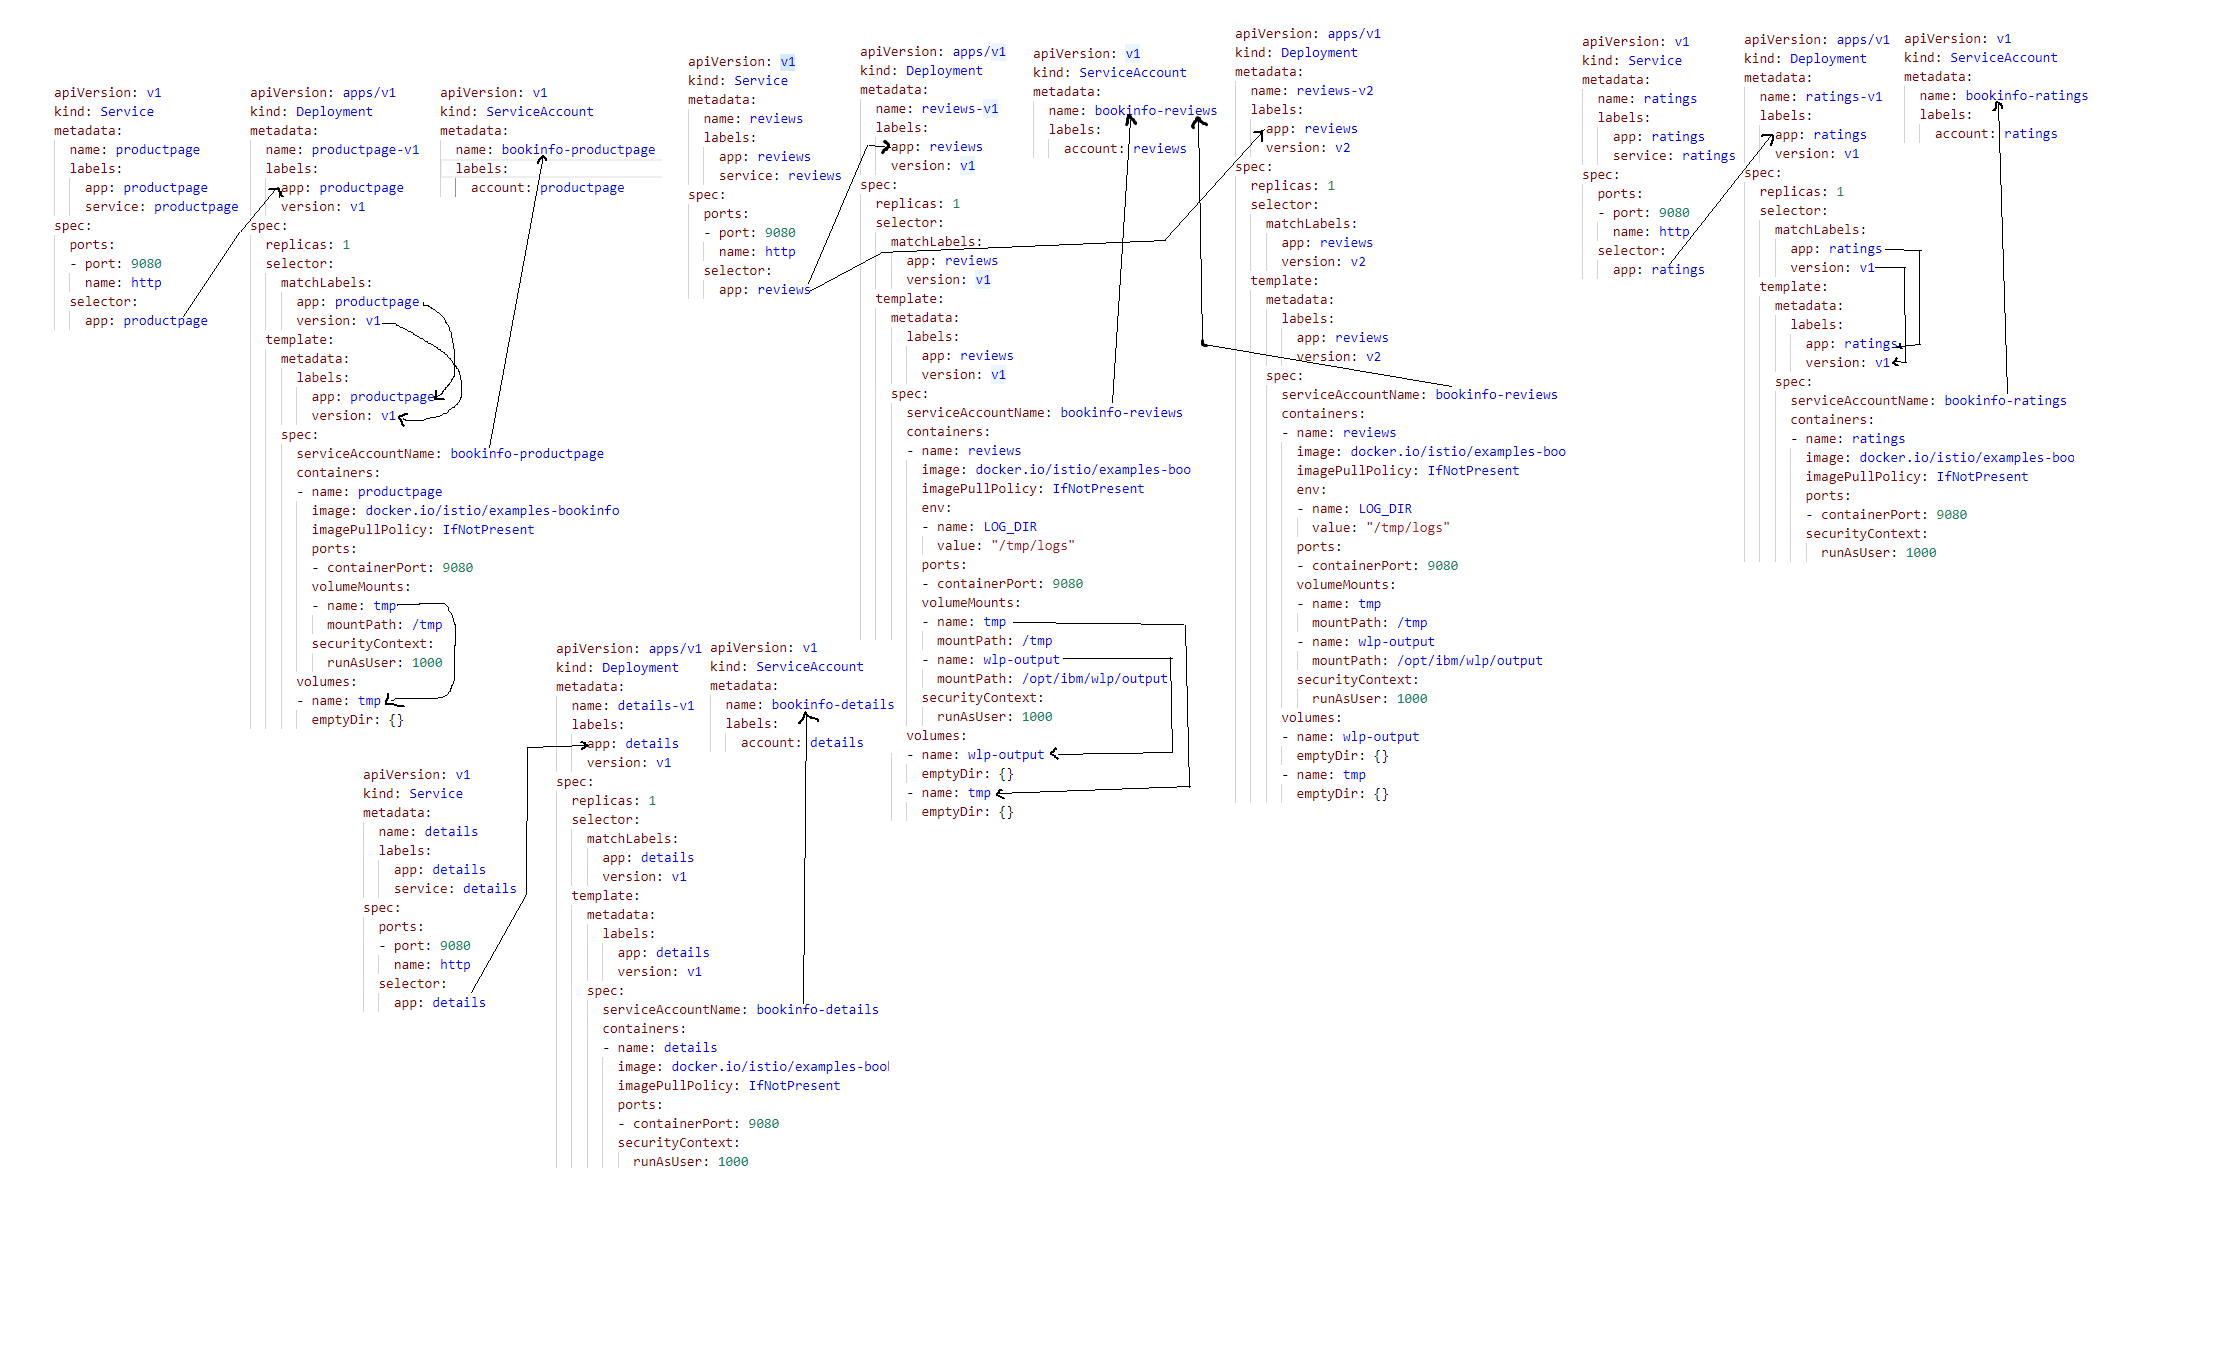 apiVersion: v1
kind: Service
metadata:
  name: productpage
  labels:
    app: productpage
    service: productpage
spec:
  ports:
  - port: 9080
    name: http
  selector:
    app: productpage
apiVersion: apps/v1
kind: Deployment
metadata:
  name: productpage-v1
  labels:
    app: productpage
    version: v1
spec:
  replicas: 1
  selector:
    matchLabels:
      app: productpage
      version: v1
  template:
    metadata:
      labels:
        app: productpage
        version: v1
    spec:
      serviceAccountName: bookinfo-productpage
      containers:
      - name: productpage
        image: docker.io/istio/examples-bookinfo
        imagePullPolicy: IfNotPresent
        ports:
        - containerPort: 9080
        volumeMounts:
        - name: tmp
          mountPath: /tmp
        securityContext:
          runAsUser: 1000
      volumes:
      - name: tmp
        emptyDir: {}
apiVersion: v1
kind: ServiceAccount
metadata:
  name: bookinfo-productpage
  labels:
    account: productpage
apiVersion: v1
kind: Service
metadata:
  name: details
  labels:
    app: details
    service: details
spec:
  ports:
  - port: 9080
    name: http
  selector:
    app: details
apiVersion: apps/v1
kind: Deployment
metadata:
  name: details-v1
  labels:
    app: details
    version: v1
spec:
  replicas: 1
  selector:
    matchLabels:
      app: details
      version: v1
  template:
    metadata:
      labels:
        app: details
        version: v1
    spec:
      serviceAccountName: bookinfo-details
      containers:
      - name: details
        image: docker.io/istio/examples-boo
        imagePullPolicy: IfNotPresent
        ports:
        - containerPort: 9080
        securityContext:
          runAsUser: 1000
apiVersion: v1
kind: ServiceAccount
metadata:
  name: bookinfo-details
  labels:
    account: details
apiVersion: v1
kind: Service
metadata:
  name: reviews
  labels:
    app: reviews
    service: reviews
spec:
  ports:
  - port: 9080
    name: http
  selector:
    app: reviews
apiVersion: apps/v1
kind: Deployment
metadata:
  name: reviews-v1
  labels:
    app: reviews
    version: v1
spec:
  replicas: 1
  selector:
    matchLabels:
      app: reviews
      version: v1
  template:
    metadata:
      labels:
        app: reviews
        version: v1
    spec:
      serviceAccountName: bookinfo-reviews
      containers:
      - name: reviews
        image: docker.io/istio/examples-boo
        imagePullPolicy: IfNotPresent
        env:
        - name: LOG_DIR
          value: "/tmp/logs"
        ports:
        - containerPort: 9080
        volumeMounts:
        - name: tmp
          mountPath: /tmp
        - name: wlp-output
          mountPath: /opt/ibm/wlp/output
        securityContext:
          runAsUser: 1000
      volumes:
      - name: wlp-output
        emptyDir: {}
      - name: tmp
        emptyDir: {}
apiVersion: v1
kind: ServiceAccount
metadata:
  name: bookinfo-reviews
  labels:
    account: reviews
apiVersion: apps/v1
kind: Deployment
metadata:
  name: reviews-v2
  labels:
    app: reviews
    version: v2
spec:
  replicas: 1
  selector:
    matchLabels:
      app: reviews
      version: v2
  template:
    metadata:
      labels:
        app: reviews
        version: v2
    spec:
      serviceAccountName: bookinfo-reviews
      containers:
      - name: reviews
        image: docker.io/istio/examples-boo
        imagePullPolicy: IfNotPresent
        env:
        - name: LOG_DIR
          value: "/tmp/logs"
        ports:
        - containerPort: 9080
        volumeMounts:
        - name: tmp
          mountPath: /tmp
        - name: wlp-output
          mountPath: /opt/ibm/wlp/output
        securityContext:
          runAsUser: 1000
      volumes:
      - name: wlp-output
        emptyDir: {}
      - name: tmp
        emptyDir: {}
apiVersion: v1
kind: Service
metadata:
  name: ratings
  labels:
    app: ratings
    service: ratings
spec:
  ports:
  - port: 9080
    name: http
  selector:
    app: ratings
apiVersion: apps/v1
kind: Deployment
metadata:
  name: ratings-v1
  labels:
    app: ratings
    version: v1
spec:
  replicas: 1
  selector:
    matchLabels:
      app: ratings
      version: v1
  template:
    metadata:
      labels:
        app: ratings
        version: v1
    spec:
      serviceAccountName: bookinfo-ratings
      containers:
      - name: ratings
        image: docker.io/istio/examples-boo
        imagePullPolicy: IfNotPresent
        ports:
        - containerPort: 9080
        securityContext:
          runAsUser: 1000
apiVersion: v1
kind: ServiceAccount
metadata:
  name: bookinfo-ratings
  labels:
    account: ratings